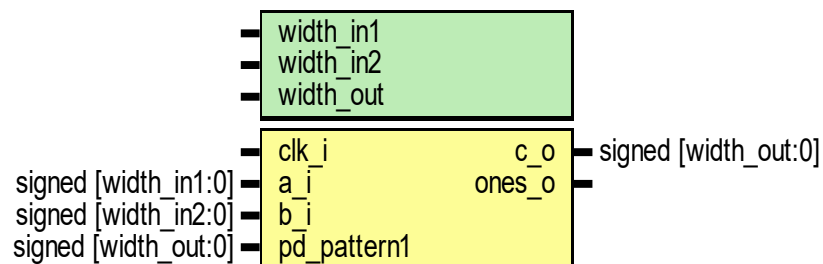 width_in1
width_in2
width_out
clk_i c_o signed [width_out:0]
signed [width_in1:0] a_i ones_o
signed [width_in2:0] b_i
signed [width_out:0] pd_pattern1